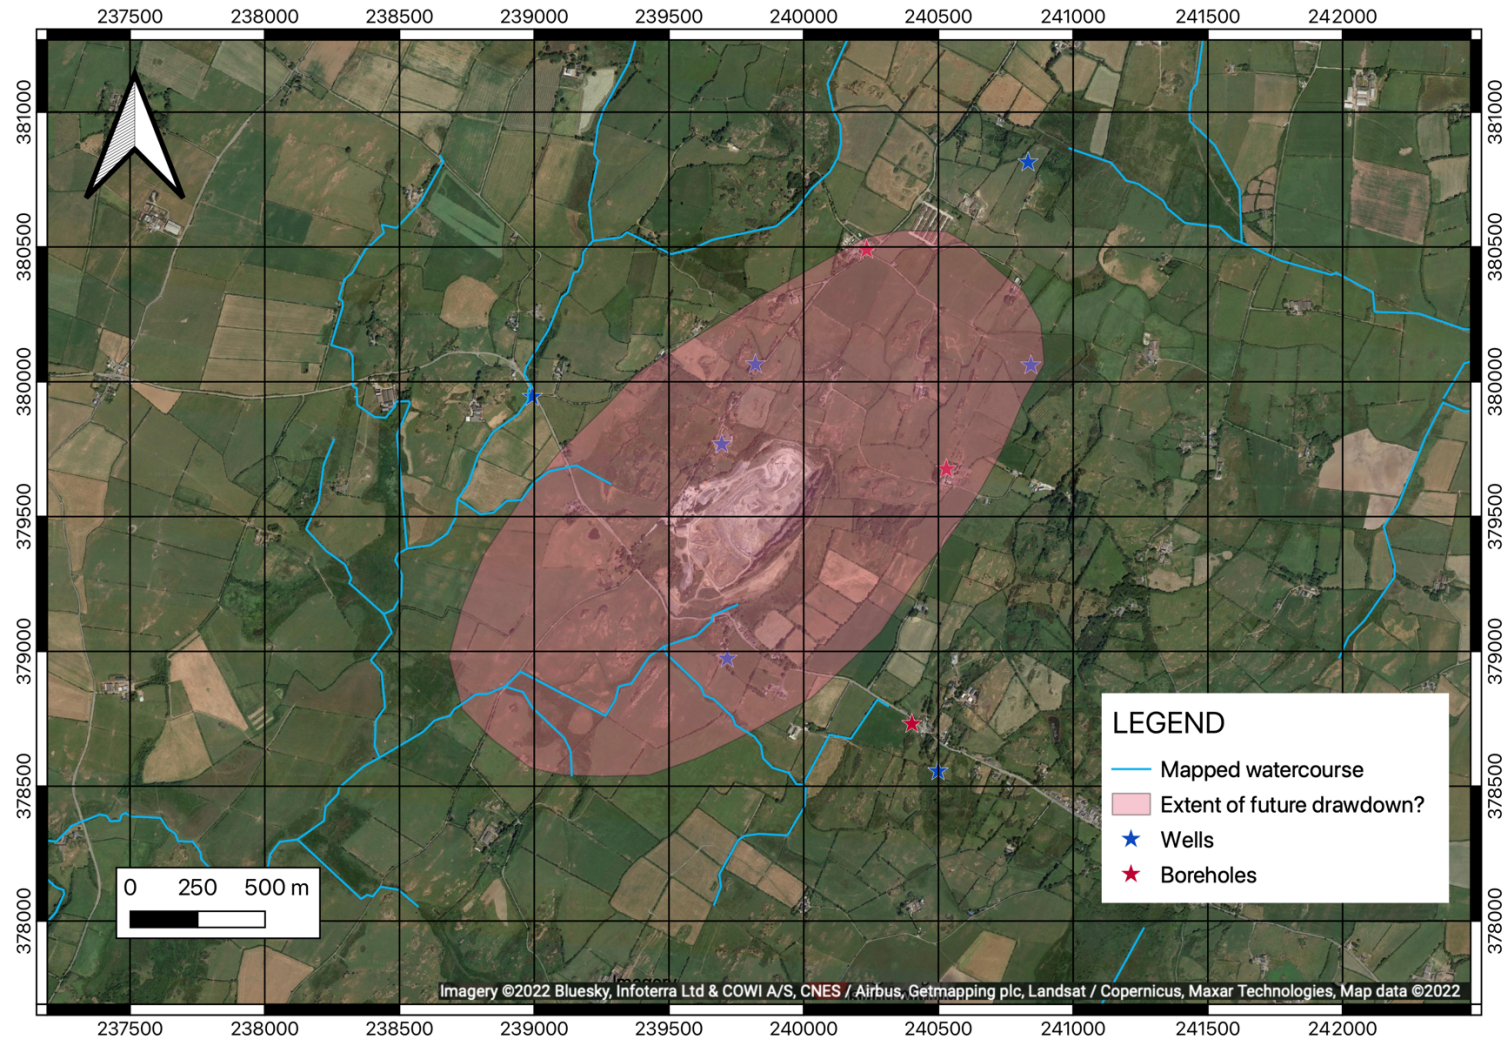 237500 238000 238500 239000 239500 240000 240500 241000 241500 242000
381000 381000
380500 380500
380000 380000
379500 379500
379000 379000
378500 378500
378000 378000
LEGEND
Mapped watercourse
Extent of future drawdown?
Wells
Boreholes
0 250 500 m
Imagery
Imagery ©2022 Bluesky, Infoterra Ltd & COWI A/S, CNES / Airbus, Getmapping plc, Landsat / Copernicus, Maxar Technologies, Map data ©2022
237500 238000 238500 239000 239500 240000 240500 241000 241500 242000